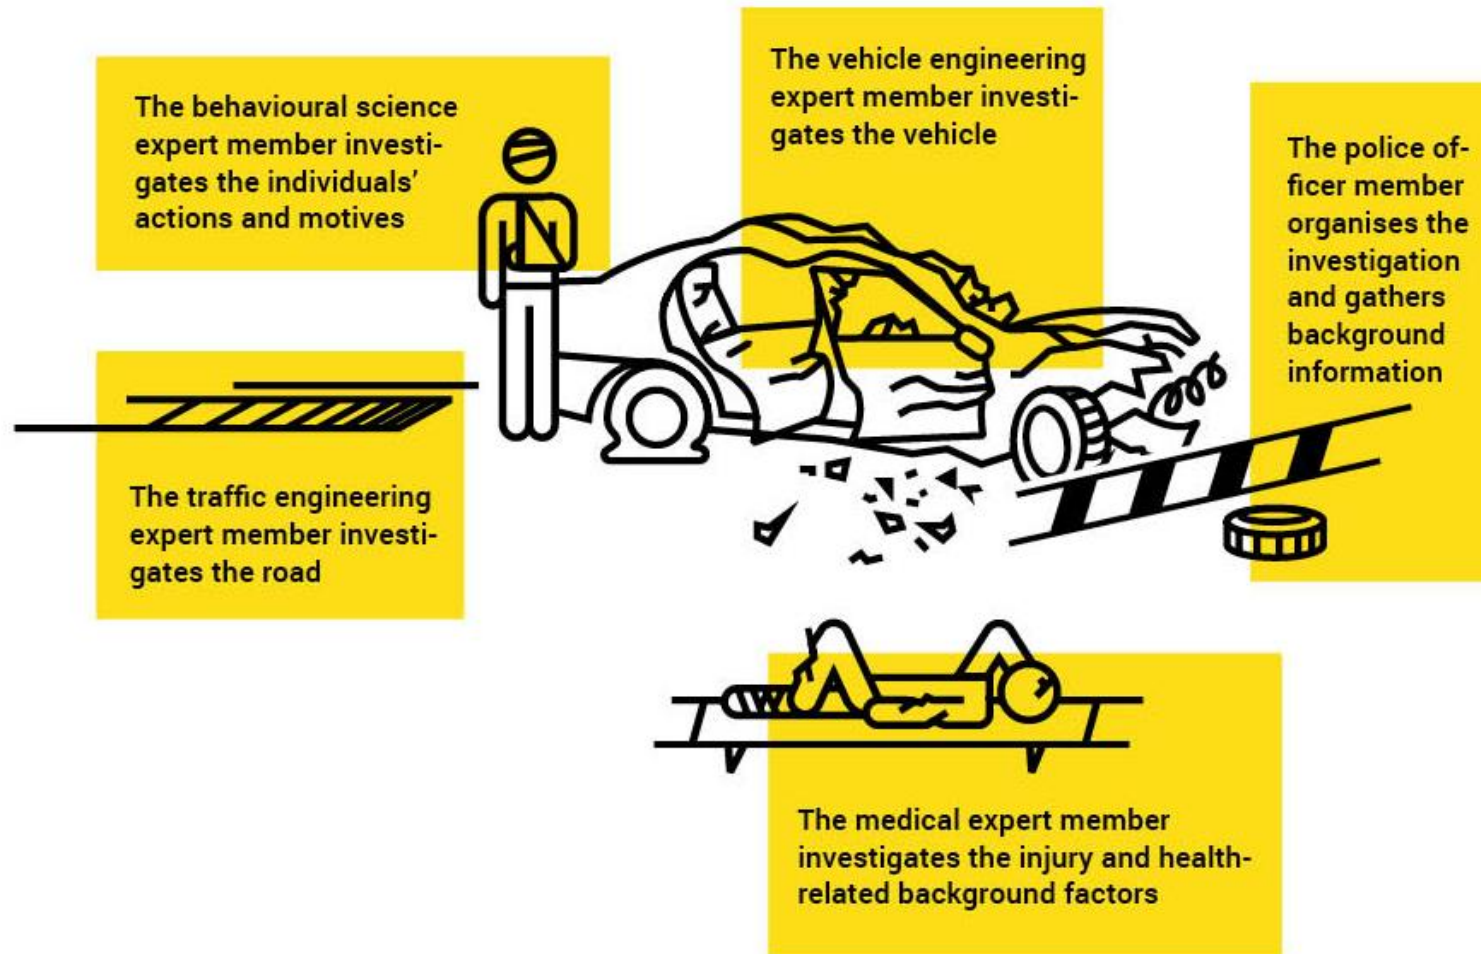 The behavioural science
expert member investi-
gates the individuals’
actions and motives
The vehicle engineering
expert member investi-
gates the vehicle
The police of-
ficer member
organises the
investigation
and gathers
background
information
The traffic engineering
expert member investi-
gates the road
The medical expert member
investigates the injury and health-
related background factors